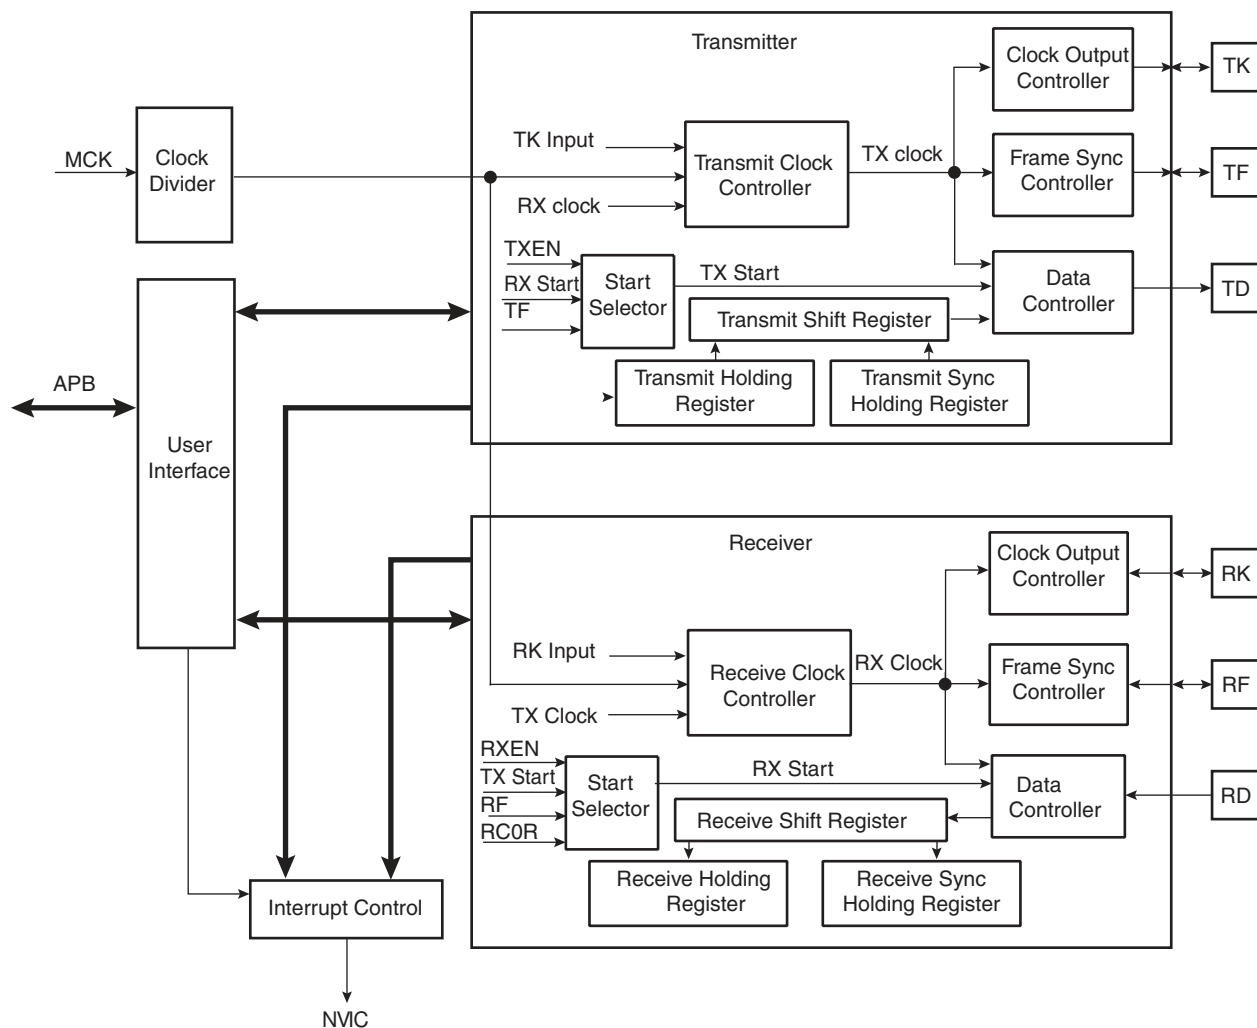 Transmitter
Clock Output
Controller
TK
MCK
Clock
Divider
TK Input
Transmit Clock
Controller
TX clock
Frame Sync
Controller
TF
RX clock
TXEN
RX Start
TF
Start
Selector
TX Start
Data
Controller
TD
Transmit Shift Register
Transmit Holding
Register
Transmit Sync
Holding Register
APB
User
Interface
Receiver
Clock Output
Controller
RK
RK Input
Receive Clock
Controller
RX Clock
Frame Sync
Controller
RF
TX Clock
RXEN
TX Start
RF
RC0R
Start
Selector
RX Start
Data
Controller
RD
Receive Shift Register
Receive Holding
Register
Receive Sync
Holding Register
Interrupt Control
NVIC